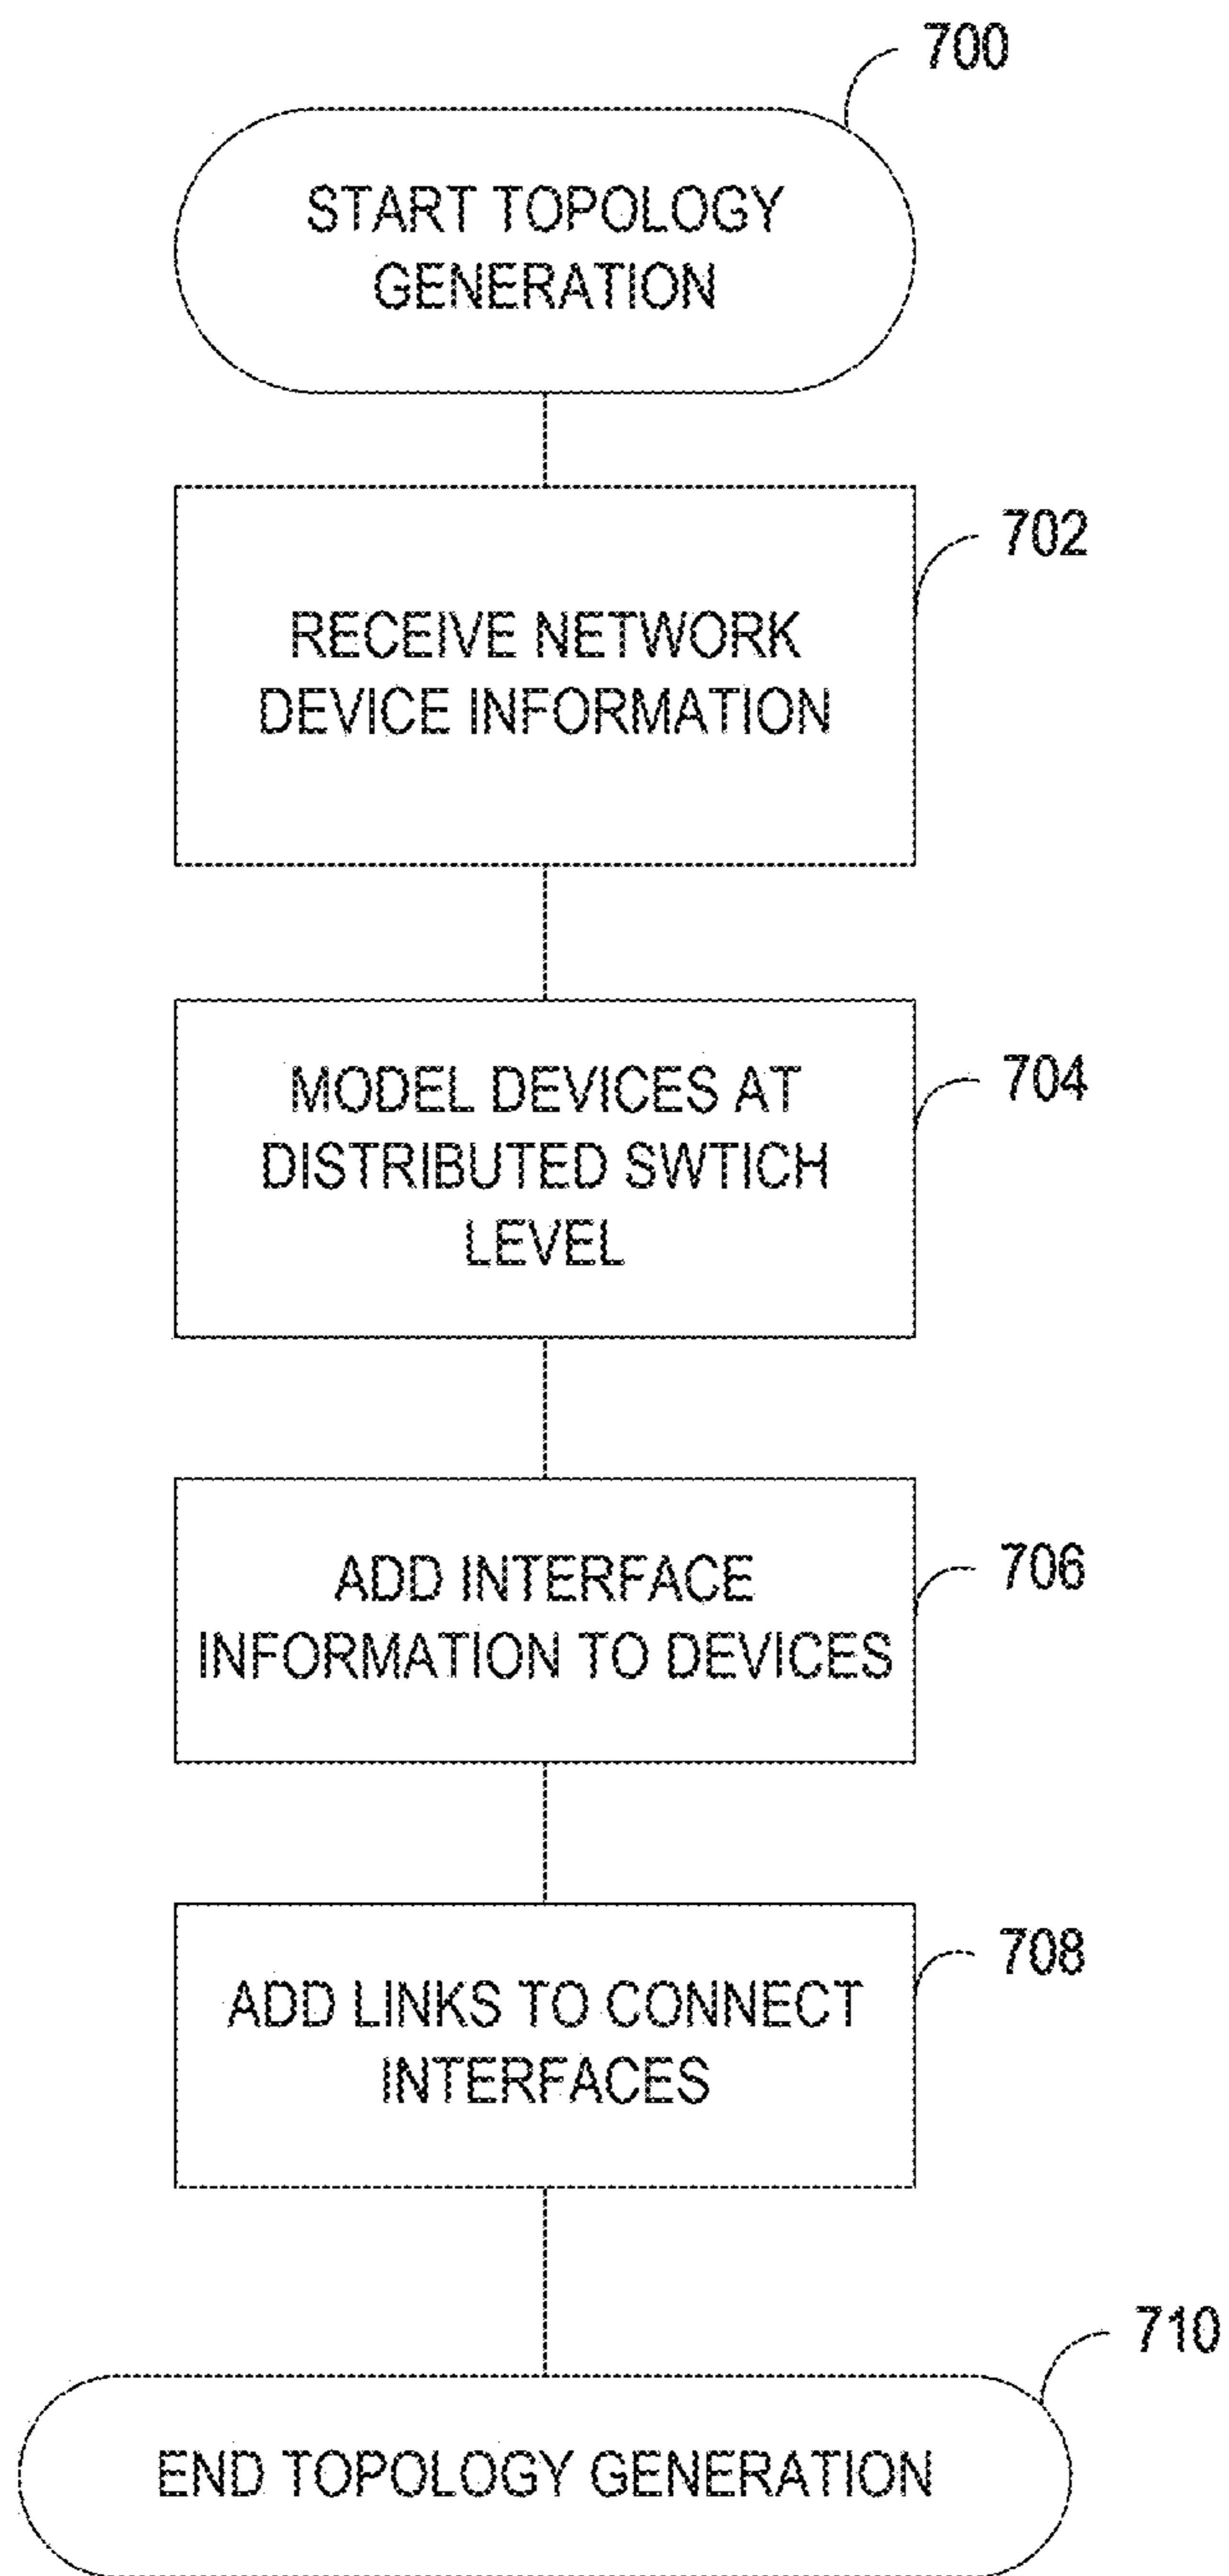 700
START TOPOLOGY
GENERATION
702
RECEIVE NETWORK
DEVICE INFORMATION
704
MODEL DEVICES AT
DISTRIBUTED SWTICH
LEVEL
706
ADD INTERFACE
INFORMATION TO DEVICES
708
ADD LINKS TO CONNECT
INTERFACES
710
END TOPOLOGY GENERATION